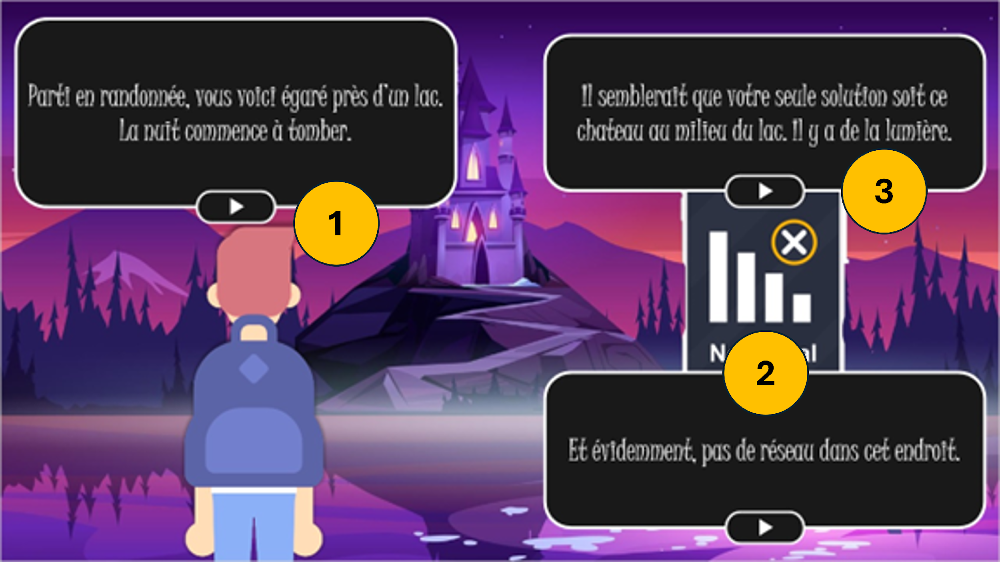 Parti en randonnée, vous voici égaré près d'un lac.
La nuit commence à tomber.
1
Et évidemment, pas de réseau dans cet endroit.
2
Il semblerait que votre seule solution soit ce
chateau au milieu du lac. Il y a de la lumière.
3